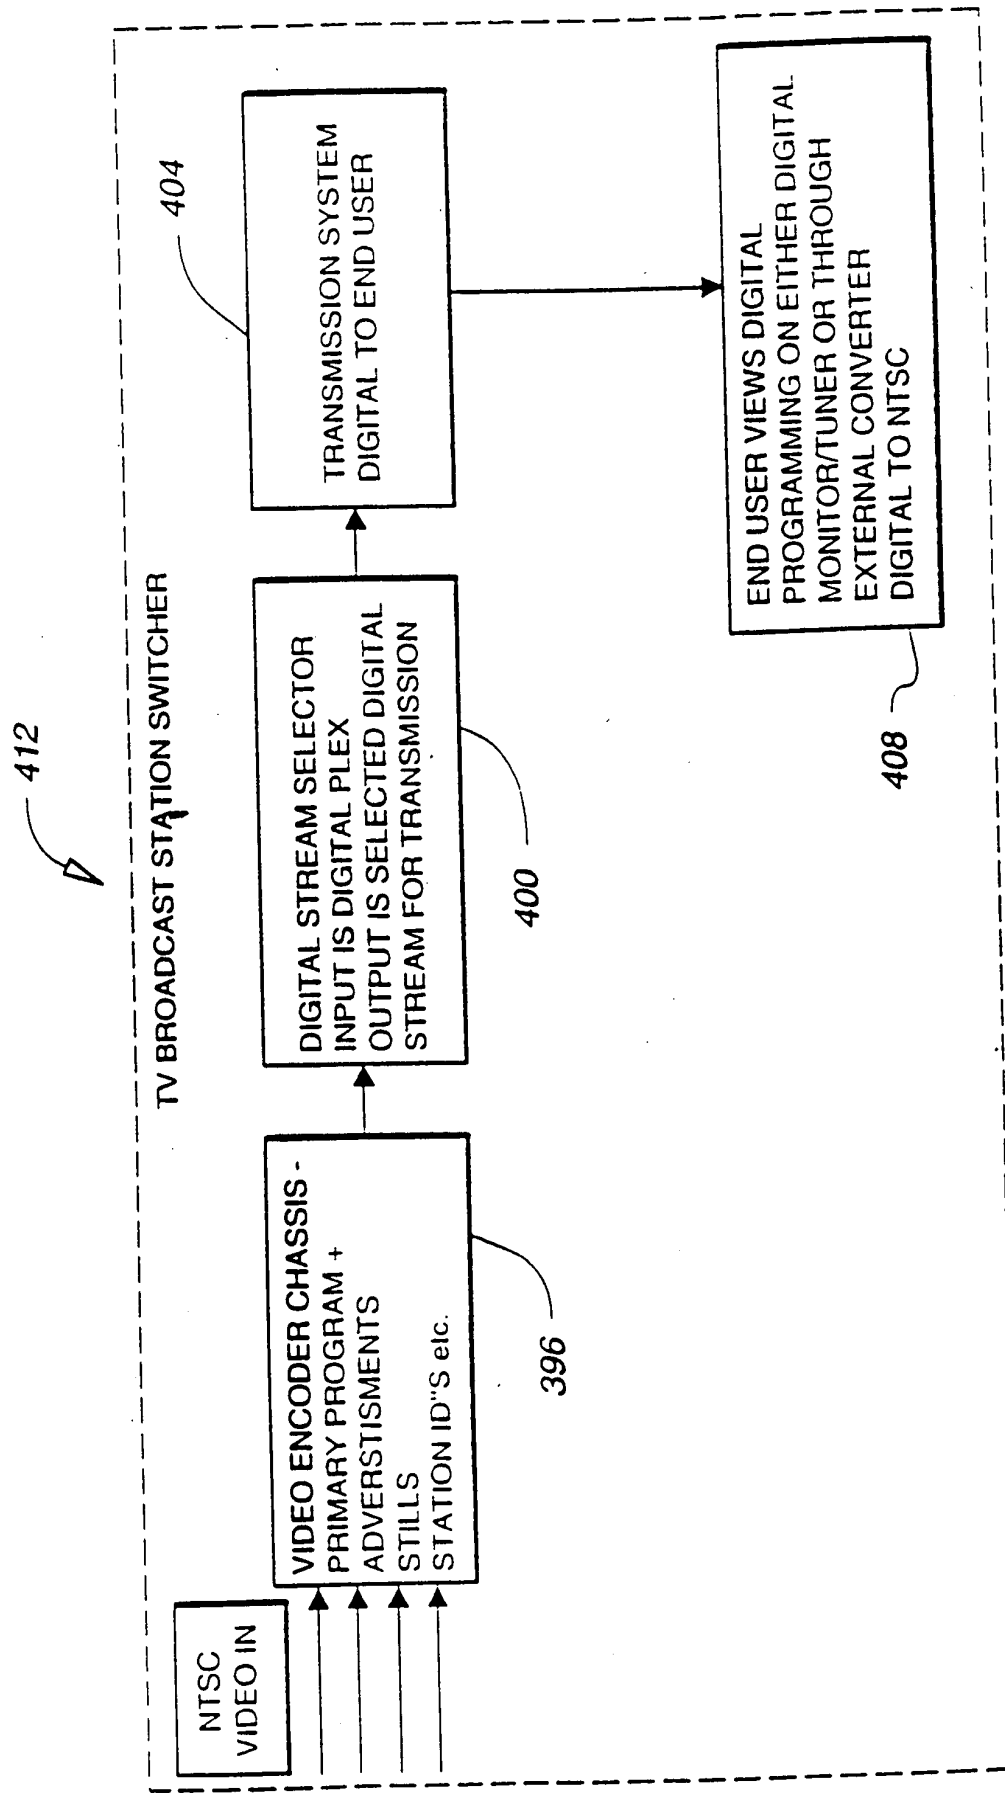 412
TV BROADCAST STATION SWITCHER
NTSC
VIDEO IN
VIDEO ENCODER CHASSIS -
PRIMARY PROGRAM +
ADVERSTISMENTS
STILLS
STATION ID"S etc.
396
DIGITAL STREAM SELECTOR
INPUT IS DIGITAL PLEX
OUTPUT IS SELECTED DIGITAL
STREAM FOR TRANSMISSION
400
TRANSMISSION SYSTEM
DIGITAL TO END USER
404
END USER VIEWS DIGITAL
PROGRAMMING ON EITHER DIGITAL
MONITOR/TUNER OR THROUGH
EXTERNAL CONVERTER
DIGITAL TO NTSC
408